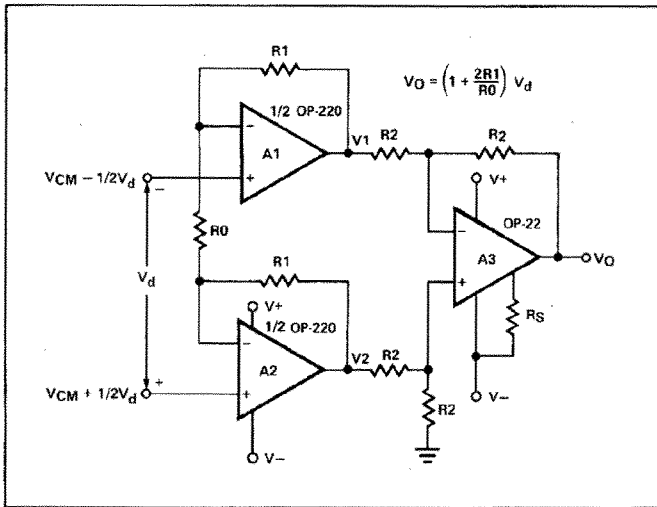 R1
VO = (1 + 2R1/R0) Vd
1/2 OP-220
−
A1
+
V1
R2
R2
V+
VCM − 1/2Vd
−
OP-22
R0
−
A3
+
VO
R1
Vd
V+
1/2 OP-220
RS
−
A2
+
V2
R2
V−
+
VCM + 1/2Vd
R2
V−